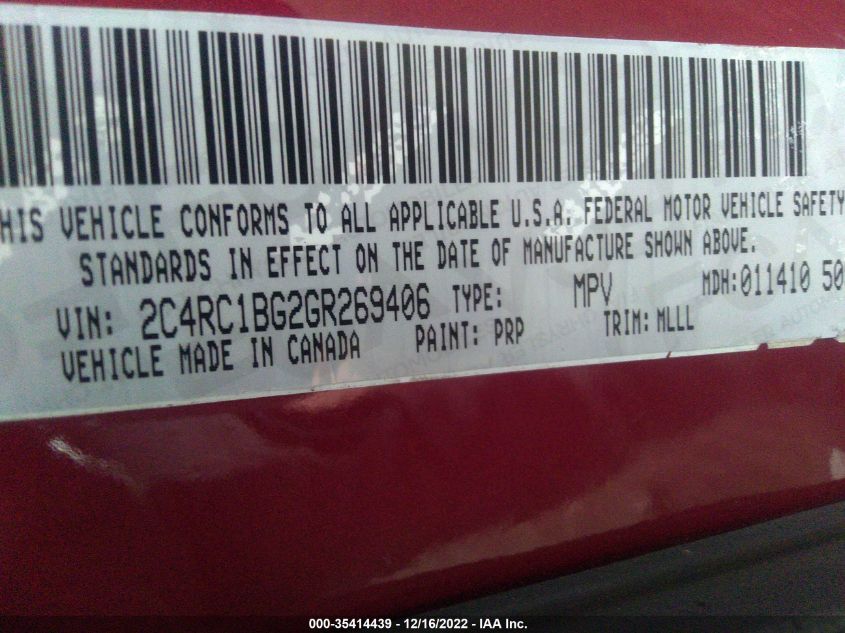 HIS VEHICLE CONFORMS TO ALL APPLICABLE U.S.A. FEDERAL MOTOR VEHICLE SAFETY
STANDARDS IN EFFECT ON THE DATE OF MANUFACTURE SHOWN ABOVE.
VIN: 2C4RC1BG2GR269406 TYPE: MPV MDH:011410 50
VEHICLE MADE IN CANADA PAINT: PRP TRIM: MLLL
000-35414439 - 12/16/2022 - IAA Inc.